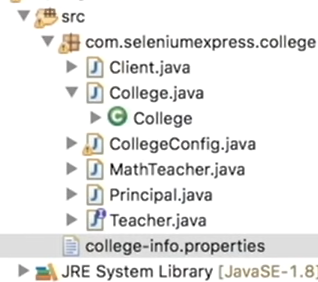 src
com.seleniumexpress.college
Client.java
College.java
College
CollegeConfig.java
MathTeacher.java
Principal.java
Teacher.java
college-info.properties
JRE System Library [JavaSE-1.8]